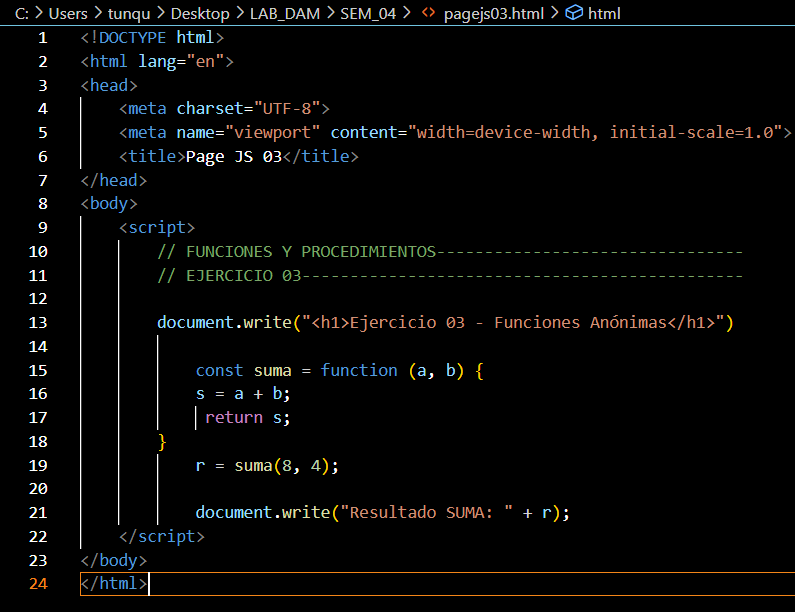 C: > Users > tunqu > Desktop > LAB_DAM > SEM_04 > <> pagejs03.html > html
1 <!DOCTYPE html>
2 <html lang="en">
3 <head>
4     <meta charset="UTF-8">
5     <meta name="viewport" content="width=device-width, initial-scale=1.0">
6     <title>Page JS 03</title>
7 </head>
8 <body>
9     <script>
10         // FUNCIONES Y PROCEDIMIENTOS--------------------------------
11         // EJERCICIO 03----------------------------------------------
12
13         document.write("<h1>Ejercicio 03 - Funciones Anónimas</h1>")
14
15             const suma = function (a, b) {
16             s = a + b;
17              return s;
18         }
19             r = suma(8, 4);
20
21             document.write("Resultado SUMA: " + r);
22     </script>
23 </body>
24 </html>